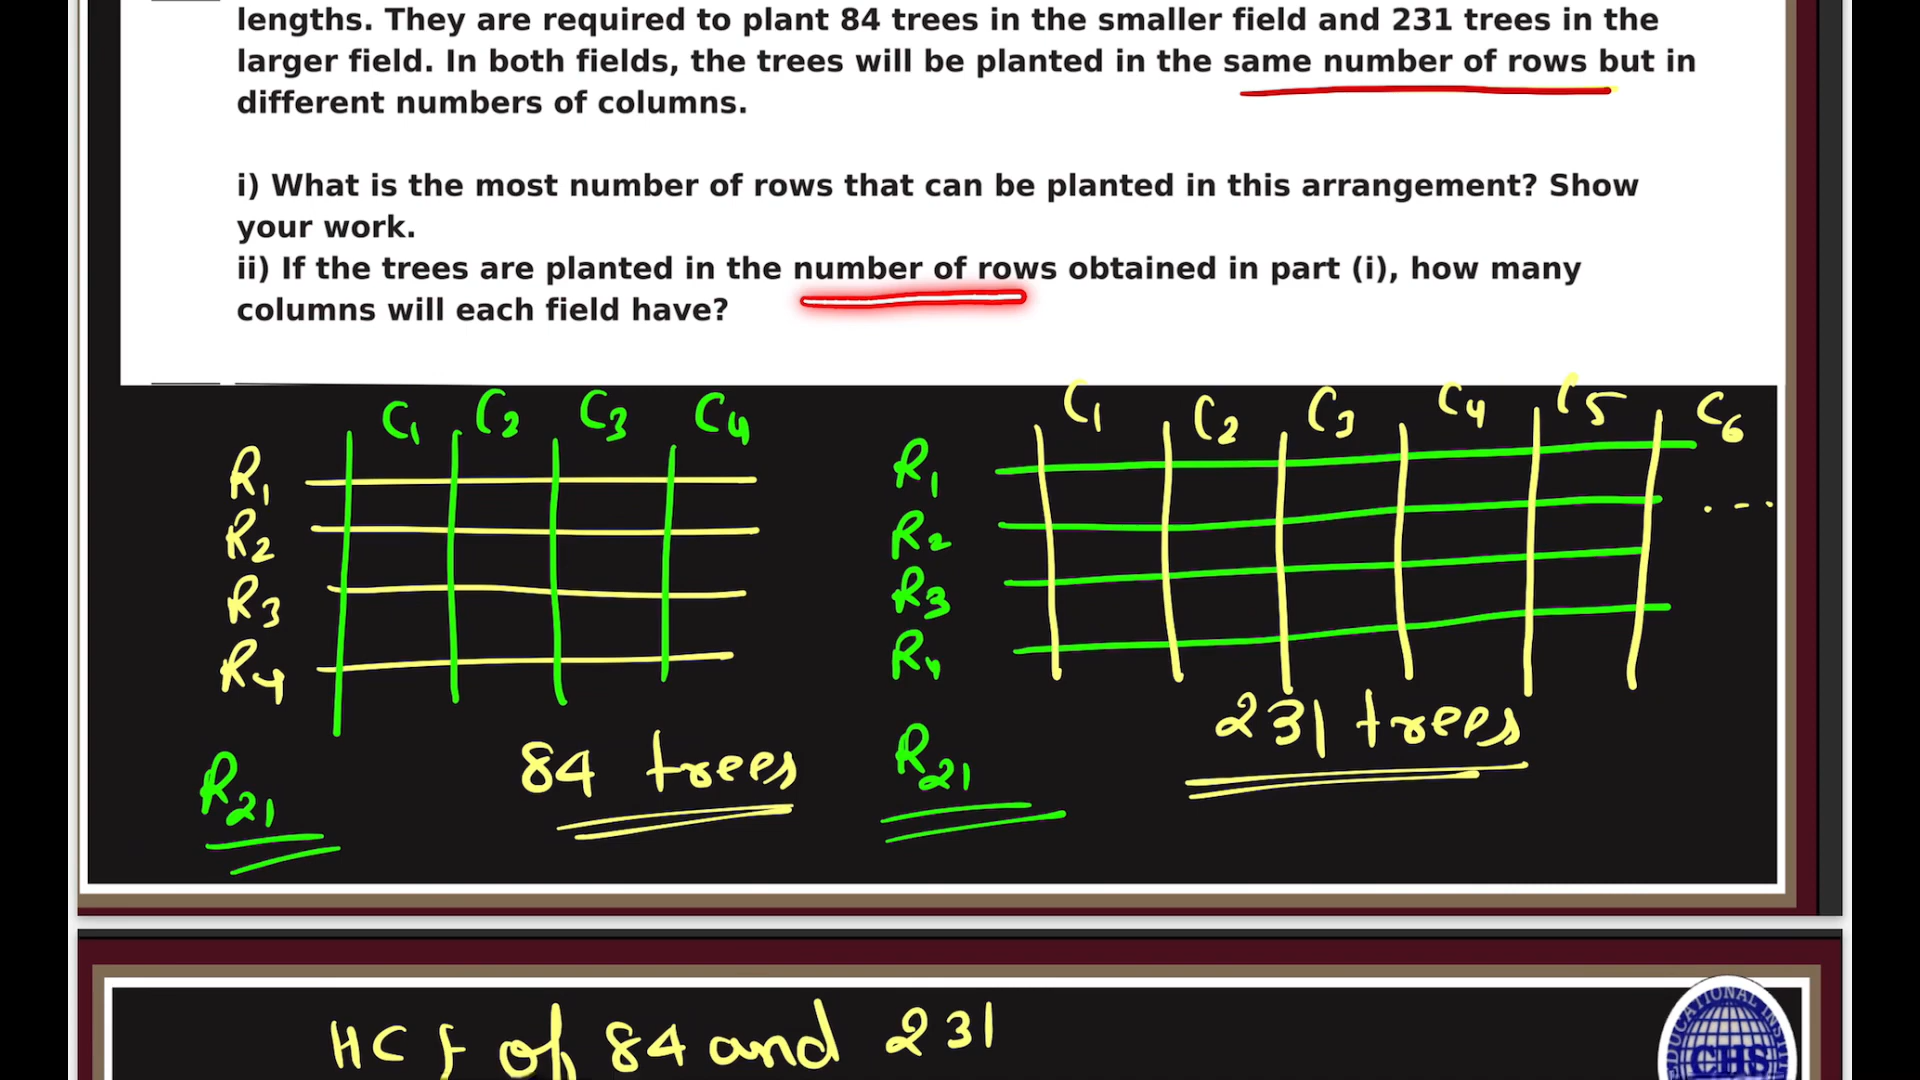 lengths. They are required to plant 84 trees in the smaller field and 231 trees in the
larger field. In both fields, the trees will be planted in the same number of rows but in
different numbers of columns.
i) What is the most number of rows that can be planted in this arrangement? Show
your work.
ii) If the trees are planted in the number of rows obtained in part (i), how many
columns will each field have?
C1 C2 C3 C4
R1
R2
R3
R4
R21
84 trees
C1 C2 C3 C4 C5 C6
R1
R2
R3
R4
R21
231 trees
HCF of 84 and 231
CHS